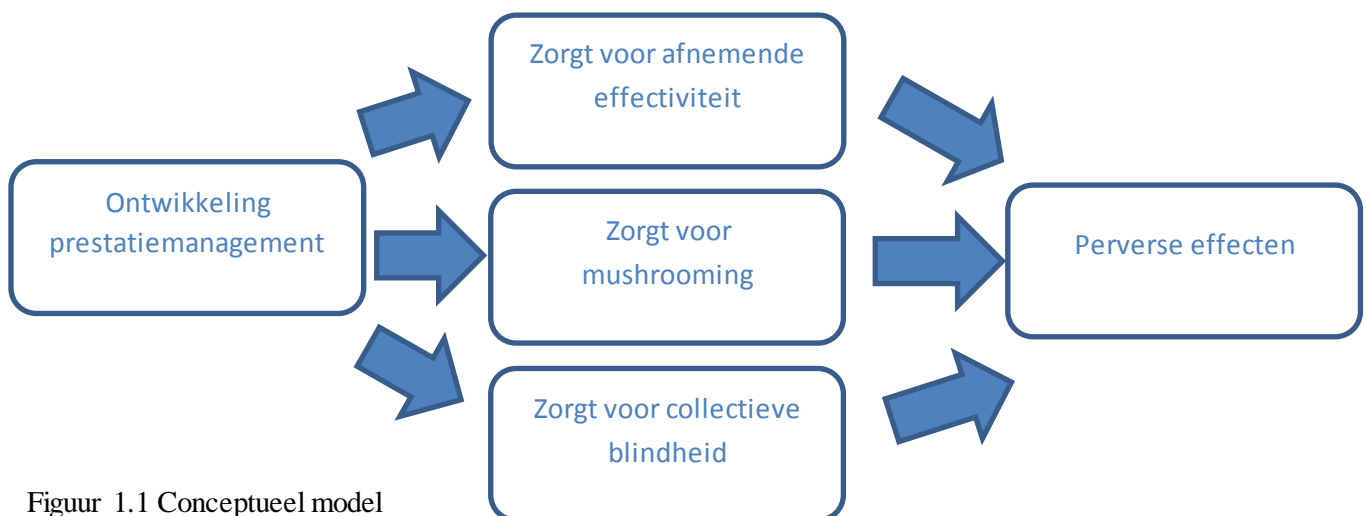 Ontwikkeling
prestatiemanagement
Zorgt voor afnemende
effectiviteit
Zorgt voor
mushrooming
Zorgt voor collectieve
blindheid
Perverse effecten
Figuur 1.1 Conceptueel model